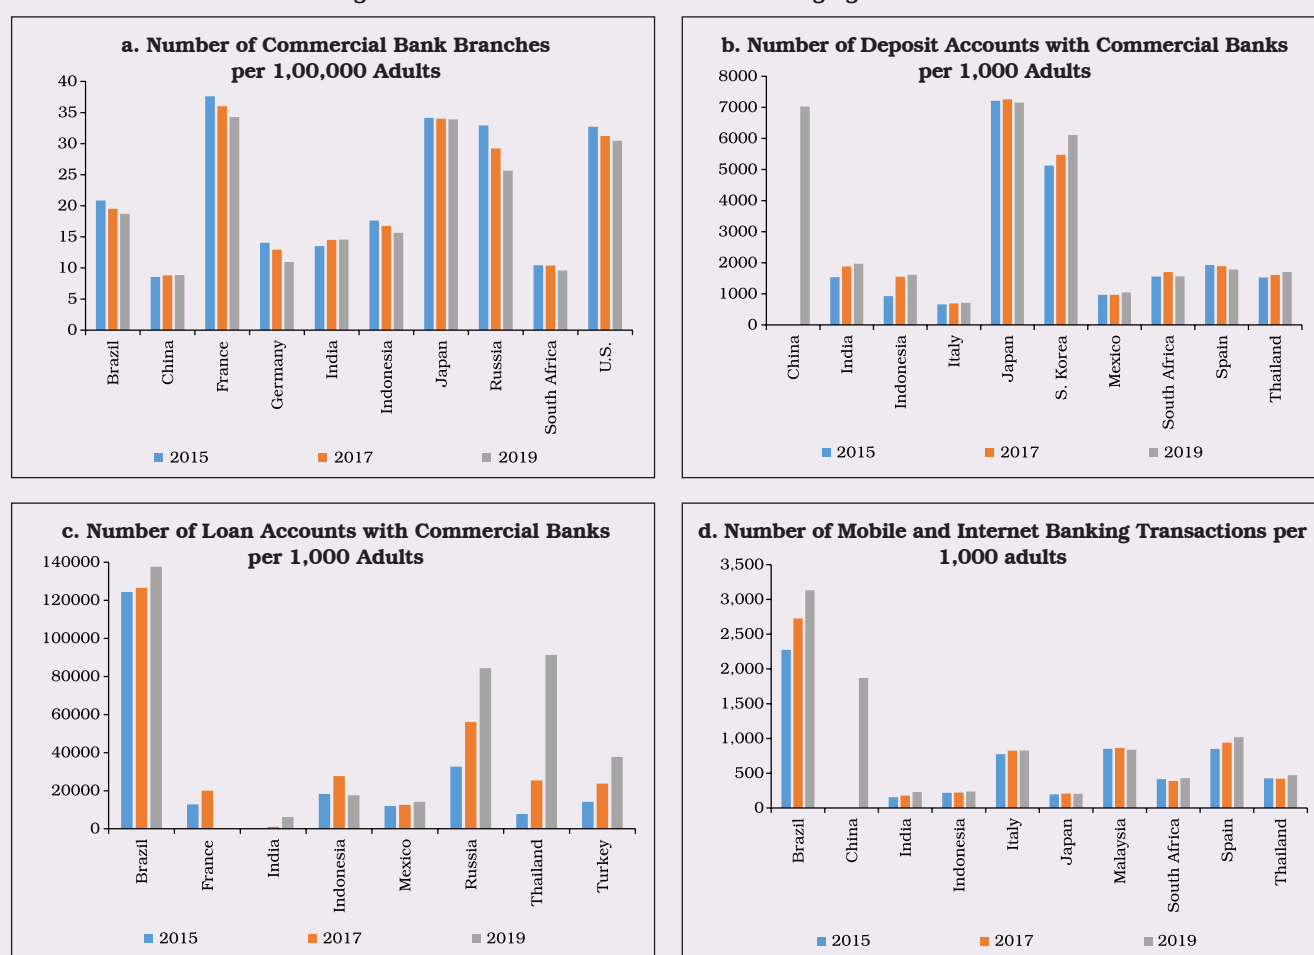 a. Number of Commercial Bank Branches
per 1,00,000 Adults
40
35
30
25
20
15
10
5
0
Brazil
China
France
Germany
India
Indonesia
Japan
Russia
South Africa
U.S.
2015 2017 2019
b. Number of Deposit Accounts with Commercial Banks
per 1,000 Adults
8000
7000
6000
5000
4000
3000
2000
1000
0
China
India
Indonesia
Italy
Japan
S. Korea
Mexico
South Africa
Spain
Thailand
2015 2017 2019
c. Number of Loan Accounts with Commercial Banks
per 1,000 Adults
140000
120000
100000
80000
60000
40000
20000
0
Brazil
France
India
Indonesia
Mexico
Russia
Thailand
Turkey
2015 2017 2019
d. Number of Mobile and Internet Banking Transactions per
1,000 adults
3,500
3,000
2,500
2,000
1,500
1,000
500
0
Brazil
China
India
Indonesia
Italy
Japan
Malaysia
South Africa
Spain
Thailand
2015 2017 2019